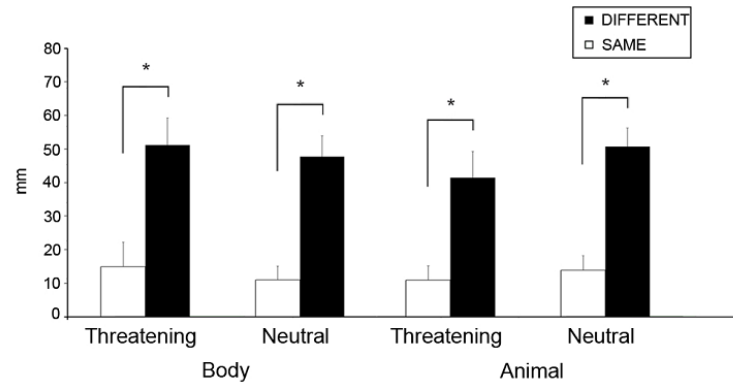 DIFFERENT
SAME
80
70
60
50
40
30
20
10
0
mm
*
*
*
*
Threatening Neutral Threatening Neutral
Body Animal